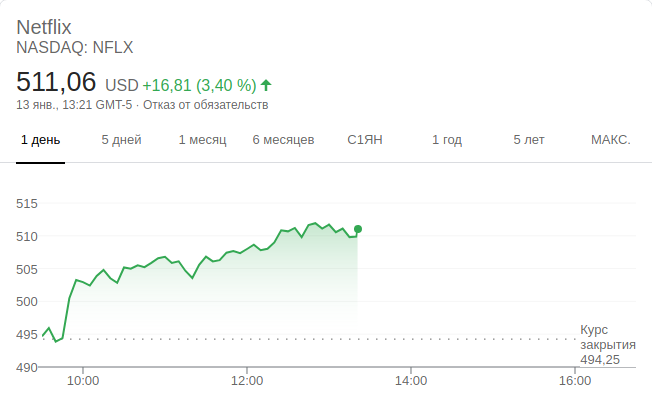 Netflix
NASDAQ: NFLX
511,06 USD +16,81 (3,40 %)
13 янв., 13:21 GMT-5 · Отказ от обязательств
1 день 5 дней 1 месяц 6 месяцев С1ЯН 1 год 5 лет МАКС.
515
510
505
500
495
490
Курс
закрытия
494,25
10:00 12:00 14:00 16:00